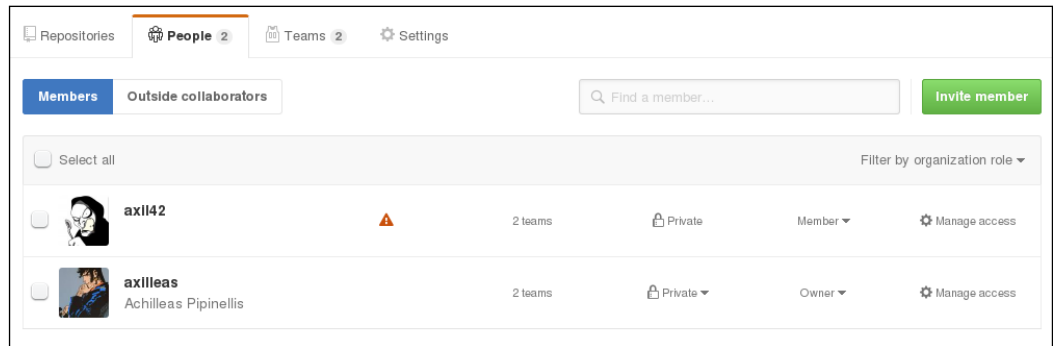 Repositories People 2 Teams 2 Settings
Members Outside collaborators Find a member... Invite member
Select all Filter by organization role
axil42 2 teams Private Member Manage access
axilleas
Achilleas Pipinellis 2 teams Private Owner Manage access